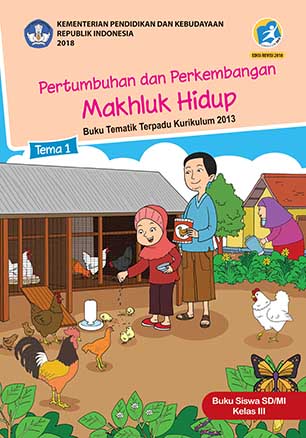 KEMENTERIAN PENDIDIKAN DAN KEBUDAYAAN
REPUBLIK INDONESIA
2018
EDISI REVISI 2018
Pertumbuhan dan Perkembangan
Makhluk Hidup
Buku Tematik Terpadu Kurikulum 2013
Tema 1
Buku Siswa SD/MI
Kelas III